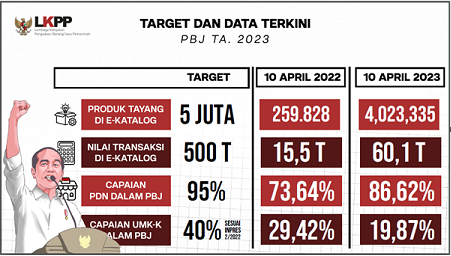 LKPP
Lembaga Kebijakan
Pengadaan Barang/Jasa Pemerintah
TARGET DAN DATA TERKINI
PBJ TA. 2023
TARGET 10 APRIL 2022 10 APRIL 2023
PRODUK TAYANG
DI E-KATALOG
5 JUTA 259.828 4,023,335
NILAI TRANSAKSI
DI E-KATALOG
500 T 15,5 T 60,1 T
CAPAIAN
PDN DALAM PBJ
95% 73,64% 86,62%
CAPAIAN UMK-K
DALAM PBJ
40% SESUAI
INPRES
2/2022
29,42% 19,87%